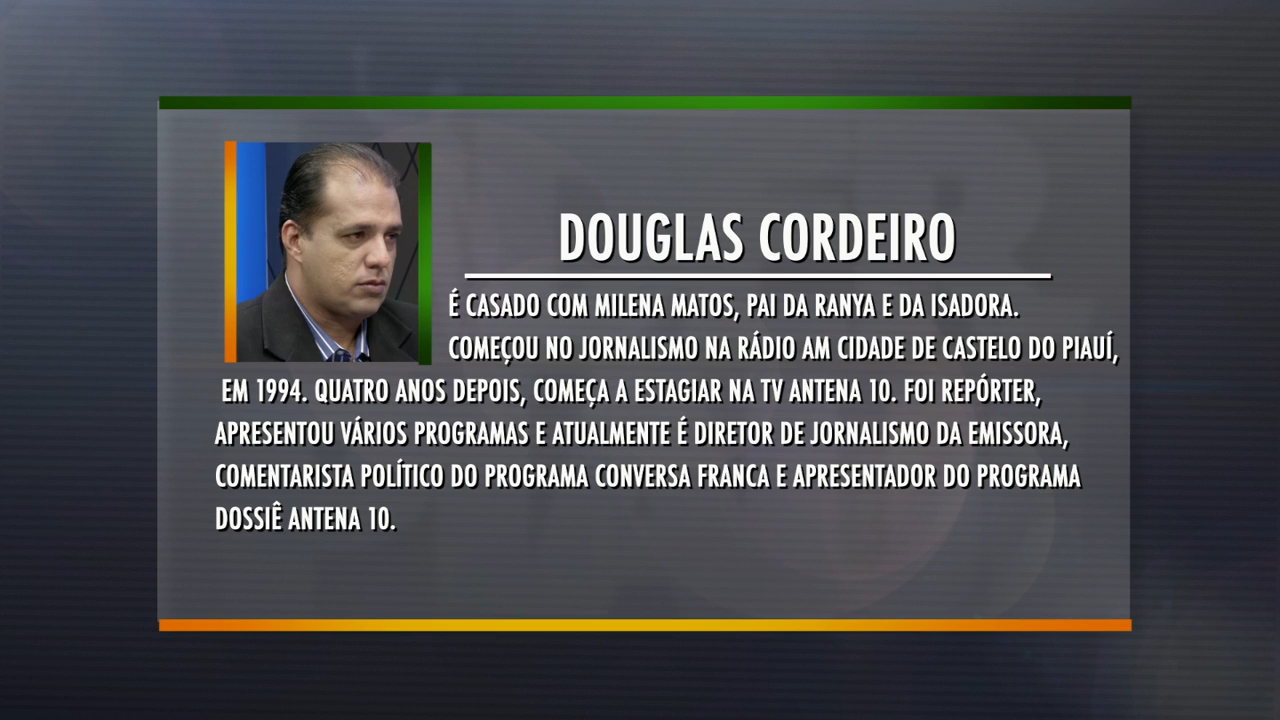 DOUGLAS CORDEIRO
É CASADO COM MILENA MATOS, PAI DA RANYA E DA ISADORA.
COMEÇOU NO JORNALISMO NA RÁDIO AM CIDADE DE CASTELO DO PIAUÍ,
EM 1994. QUATRO ANOS DEPOIS, COMEÇA A ESTAGIAR NA TV ANTENA 10. FOI REPÓRTER,
APRESENTOU VÁRIOS PROGRAMAS E ATUALMENTE É DIRETOR DE JORNALISMO DA EMISSORA,
COMENTARISTA POLÍTICO DO PROGRAMA CONVERSA FRANCA E APRESENTADOR DO PROGRAMA
DOSSIÊ ANTENA 10.